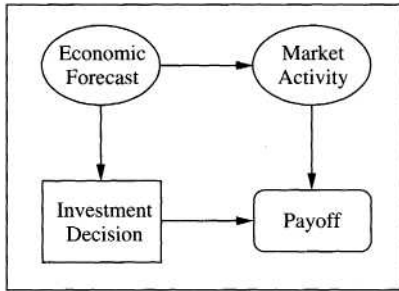 Economic
Forecast
Market
Activity
Investment
Decision
Payoff